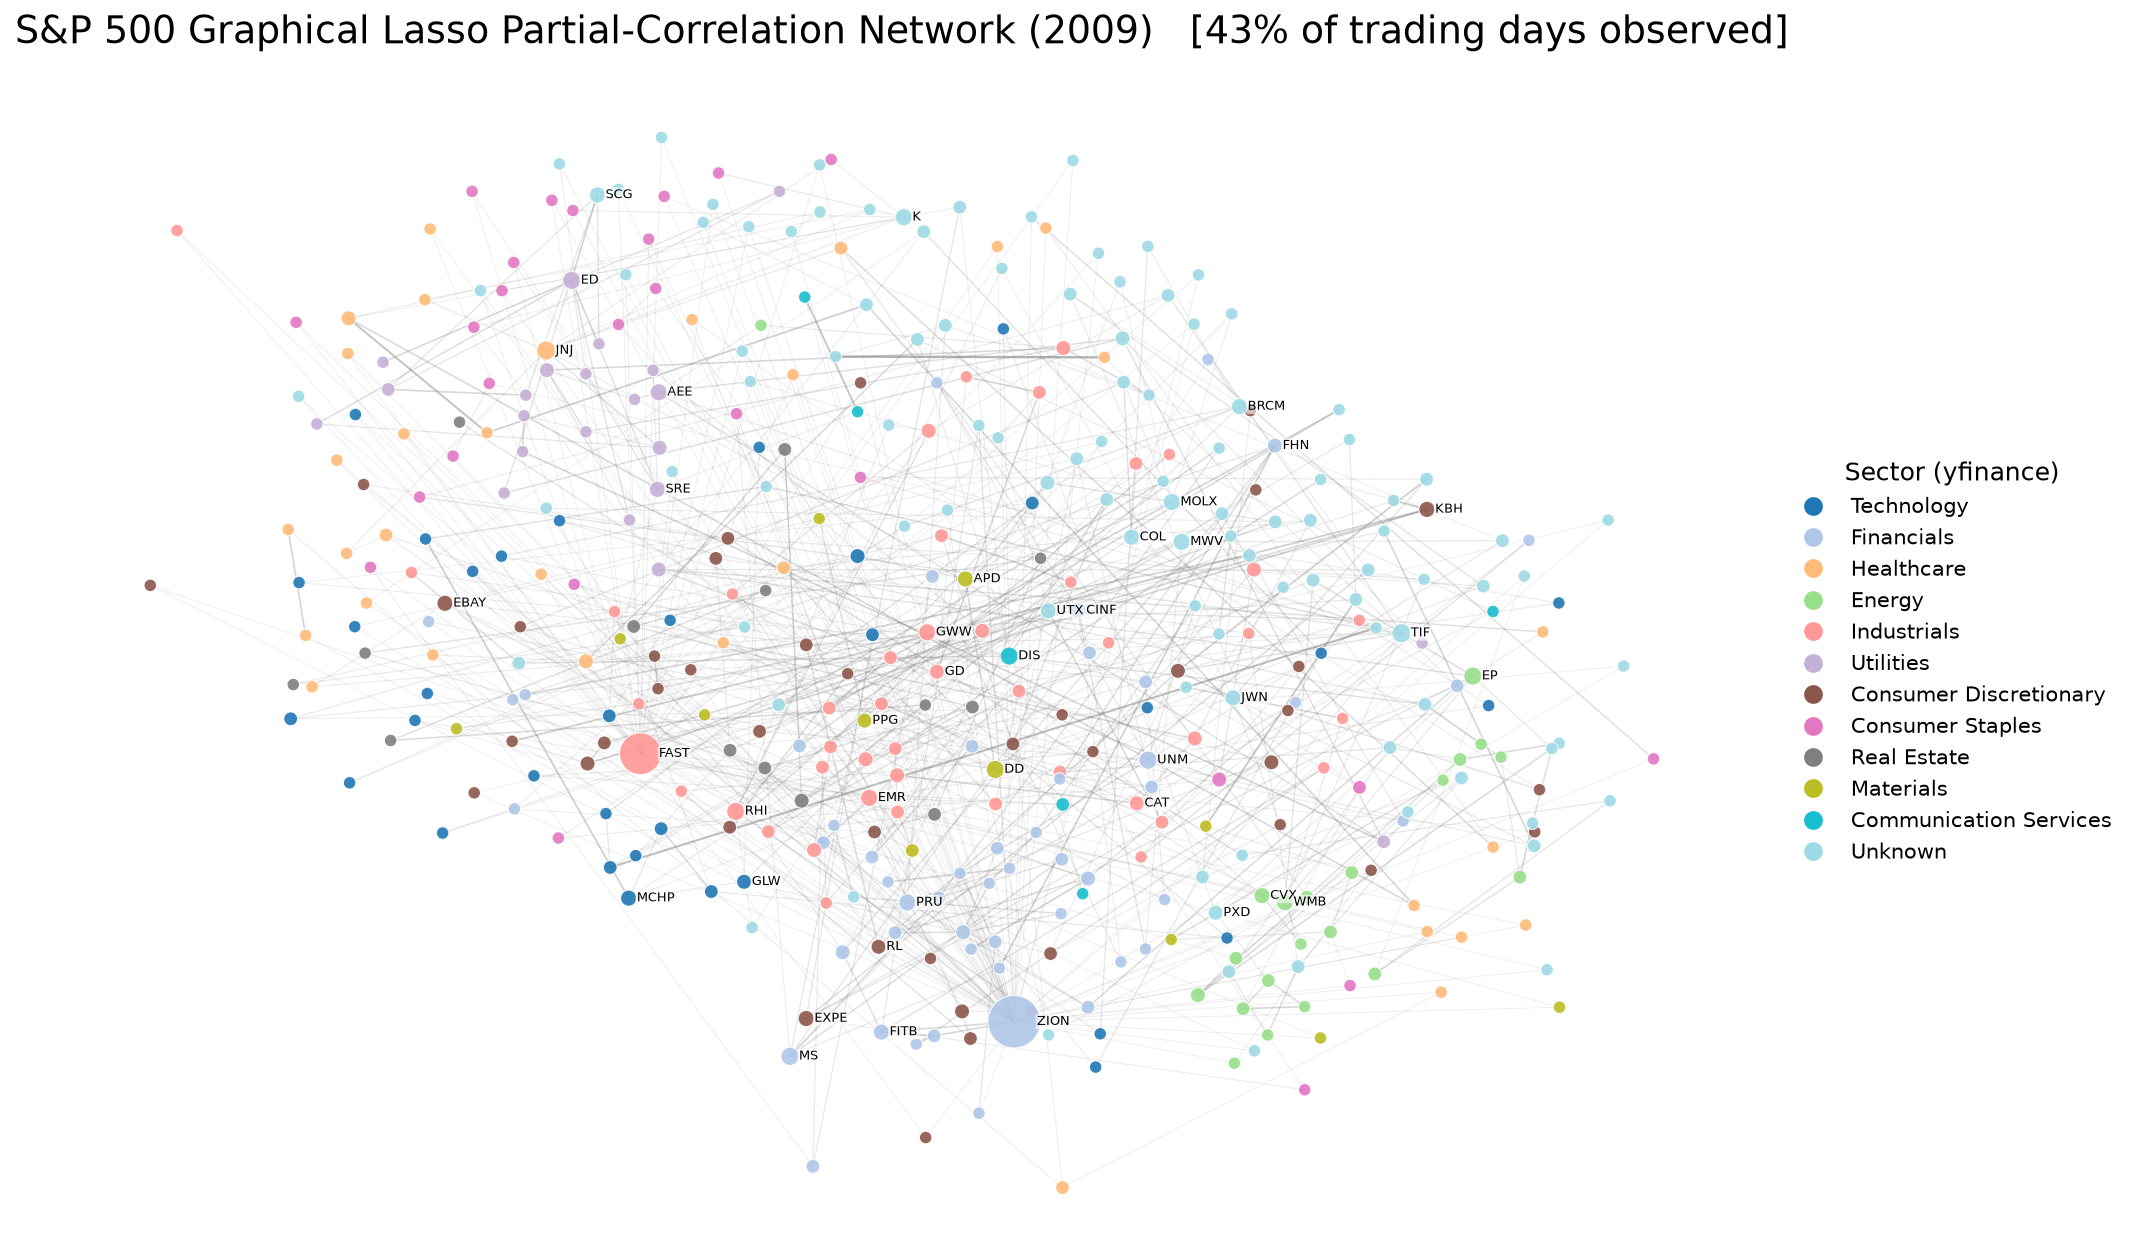 S&P 500 Graphical Lasso Partial-Correlation Network (2009)   [43% of trading days observed]
SCG
K
ED
JNJ
AEE
BRCM
FHN
SRE
MOLX
KBH
COL
MWV
APD
EBAY
UTX
CINF
GWW
TIF
DIS
GD
EP
JWN
PPG
FAST
UNM
DD
EMR
CAT
RHI
GLW
MCHP
CVX
WMB
PRU
PXD
RL
EXPE
ZION
FITB
MS
Sector (yfinance)
Technology
Financials
Healthcare
Energy
Industrials
Utilities
Consumer Discretionary
Consumer Staples
Real Estate
Materials
Communication Services
Unknown